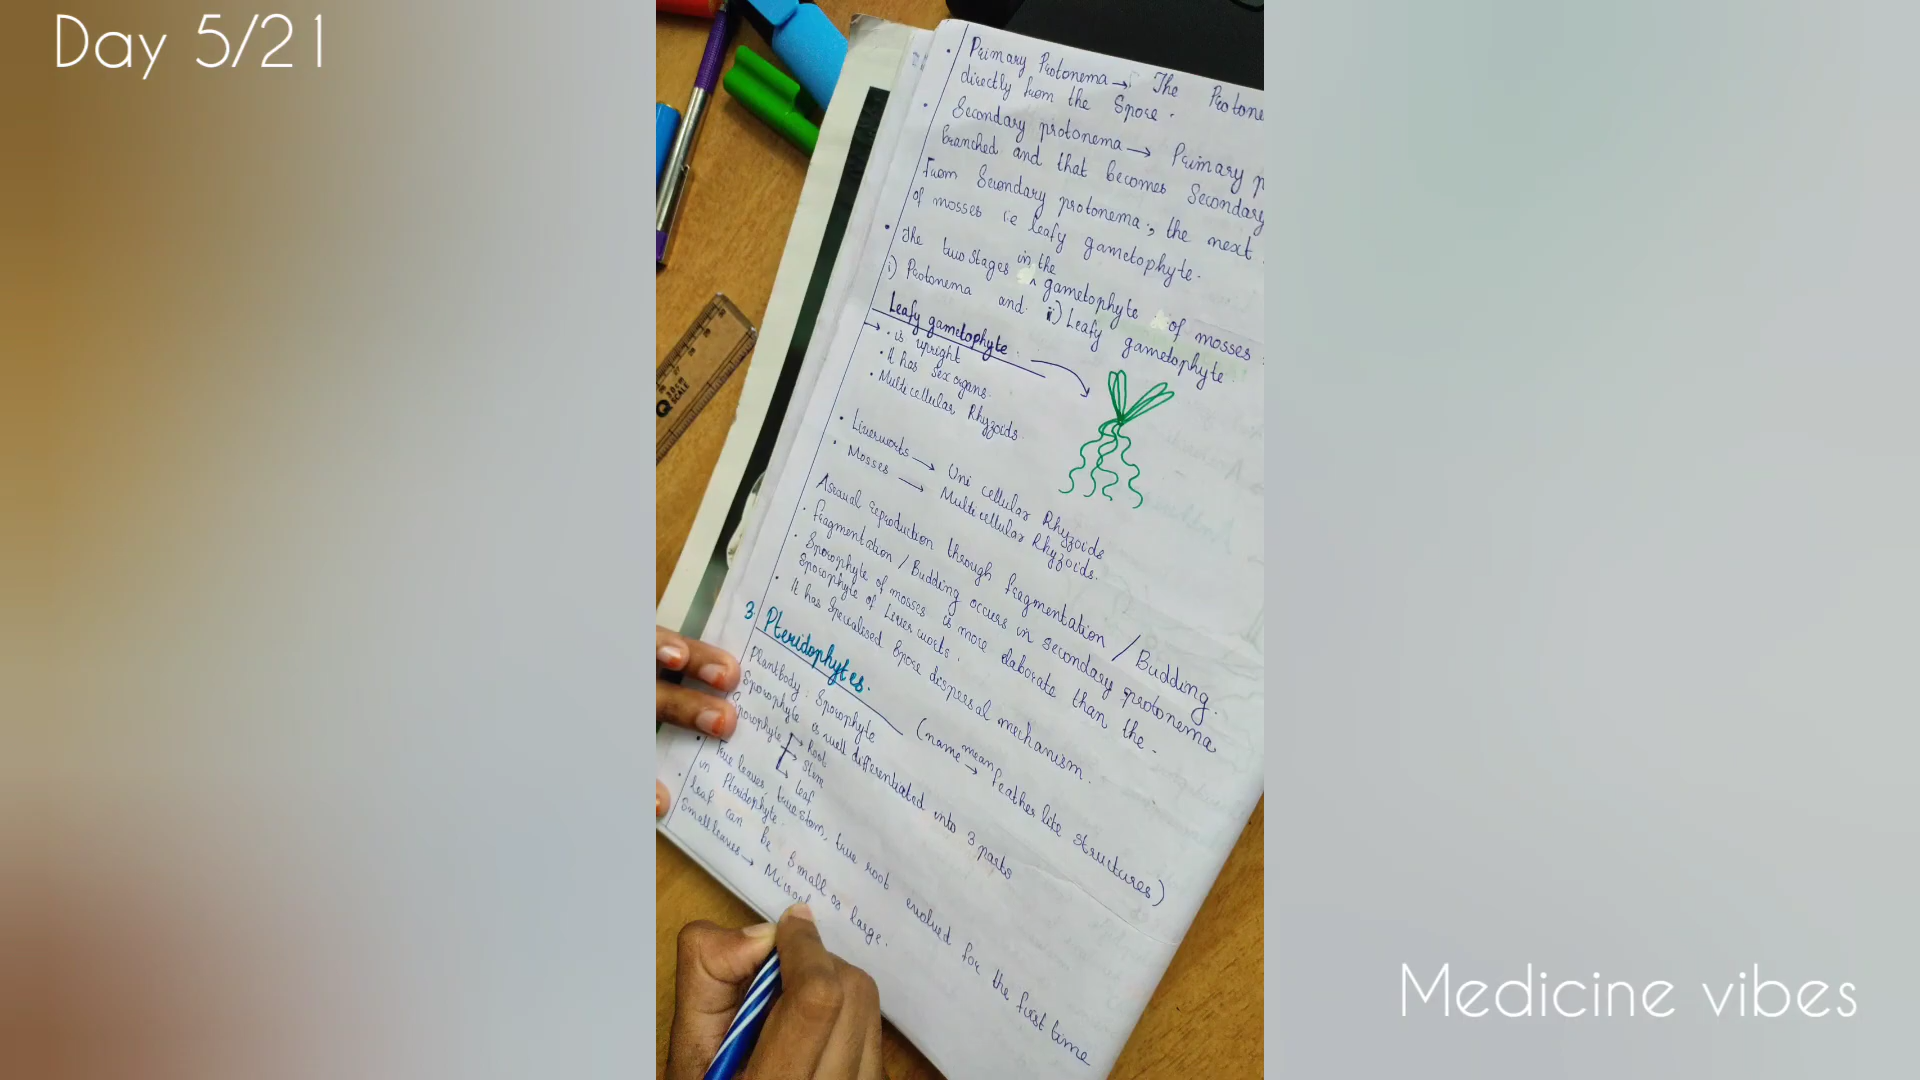 Day 5/21
• Primary Protonema → The Protone
directly from the Spore.
• Secondary protonema → Primary p
branched and that becomes Secondary
From Secondary protonema, the next
of mosses i.e leafy gametophyte.
• The two stages in the gametophyte of mosses :
i) Protonema and ii) Leafy gametophyte.
Leafy gametophyte.
→ • is upright
• It has Sex organs.
• Multicellular Rhyzoids.
• Liverworts → Uni cellular Rhyzoids
• Mosses → Multicellular Rhyzoids.
Asexual reproduction through fragmentation / Budding.
• Fragmentation / Budding occurs in secondary protonema
• Sporophyte of mosses is more elaborate than the
Sporophyte of Liver worts.
• It has specialised spore dispersal mechanism.
3. Pteridophytes. (name mean → Feather like structures)
Plantbody : Sporophyte
Sporophyte is well differentiated into 3 parts
Sporophyte → Root
→ Stem
→ Leaf
• True leaves, true stem, true root evolved for the first time
in Pteridophyte.
• Leaf can be Small or large.
Small leaves → Microph
Q
SCALE
Medicine vibes